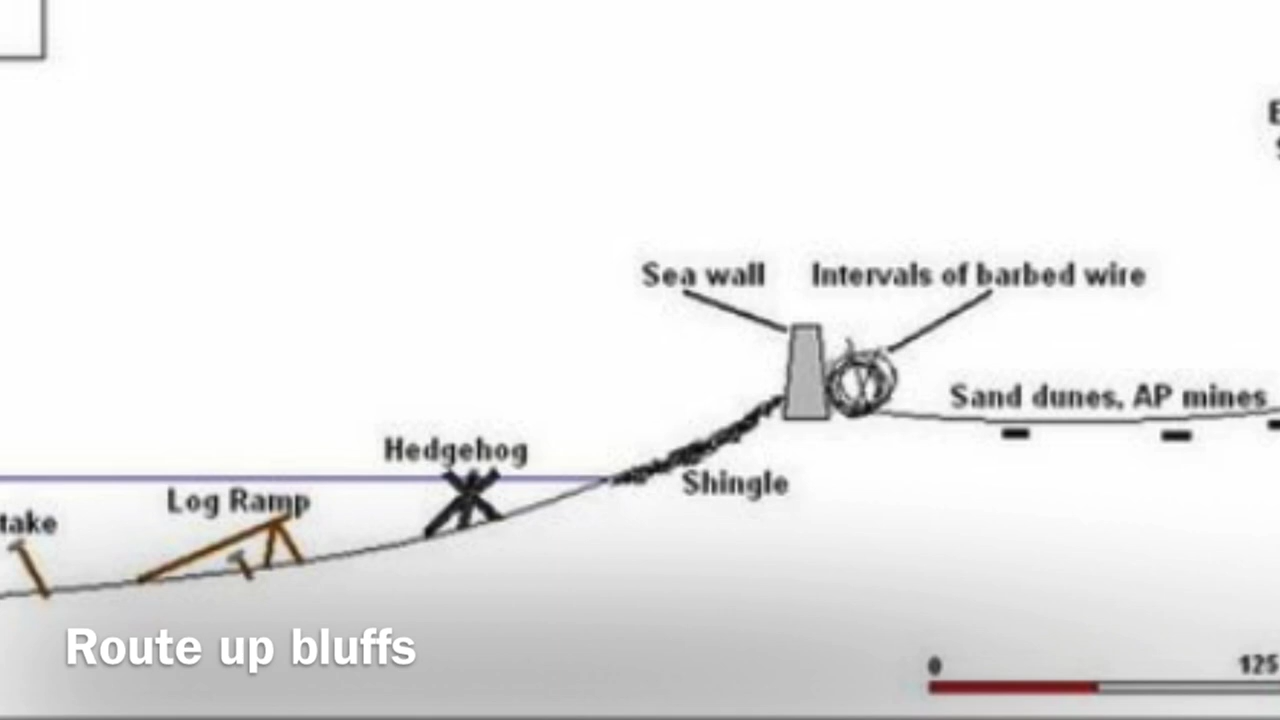 Sea wall
Intervals of barbed wire
Sand dunes, AP mines
Hedgehog
Shingle
Log Ramp
take
Route up bluffs
0
125